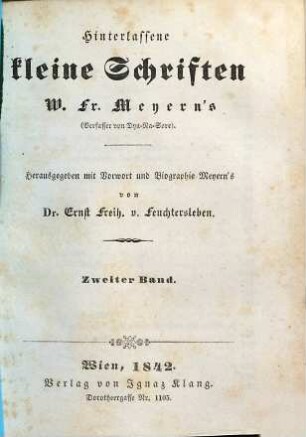 Hinterlassene
kleine Schriften
W. Fr. Meyern's
(Verfasser von Dya-Na-Sore).
Herausgegeben mit Vorwort und Biographie Meyern's
von
Dr. Ernst Freih. v. Feuchtersleben.
Zweiter Band.
Wien, 1842.
Verlag von Ignaz Klang.
Dorotheergasse Nr. 1105.